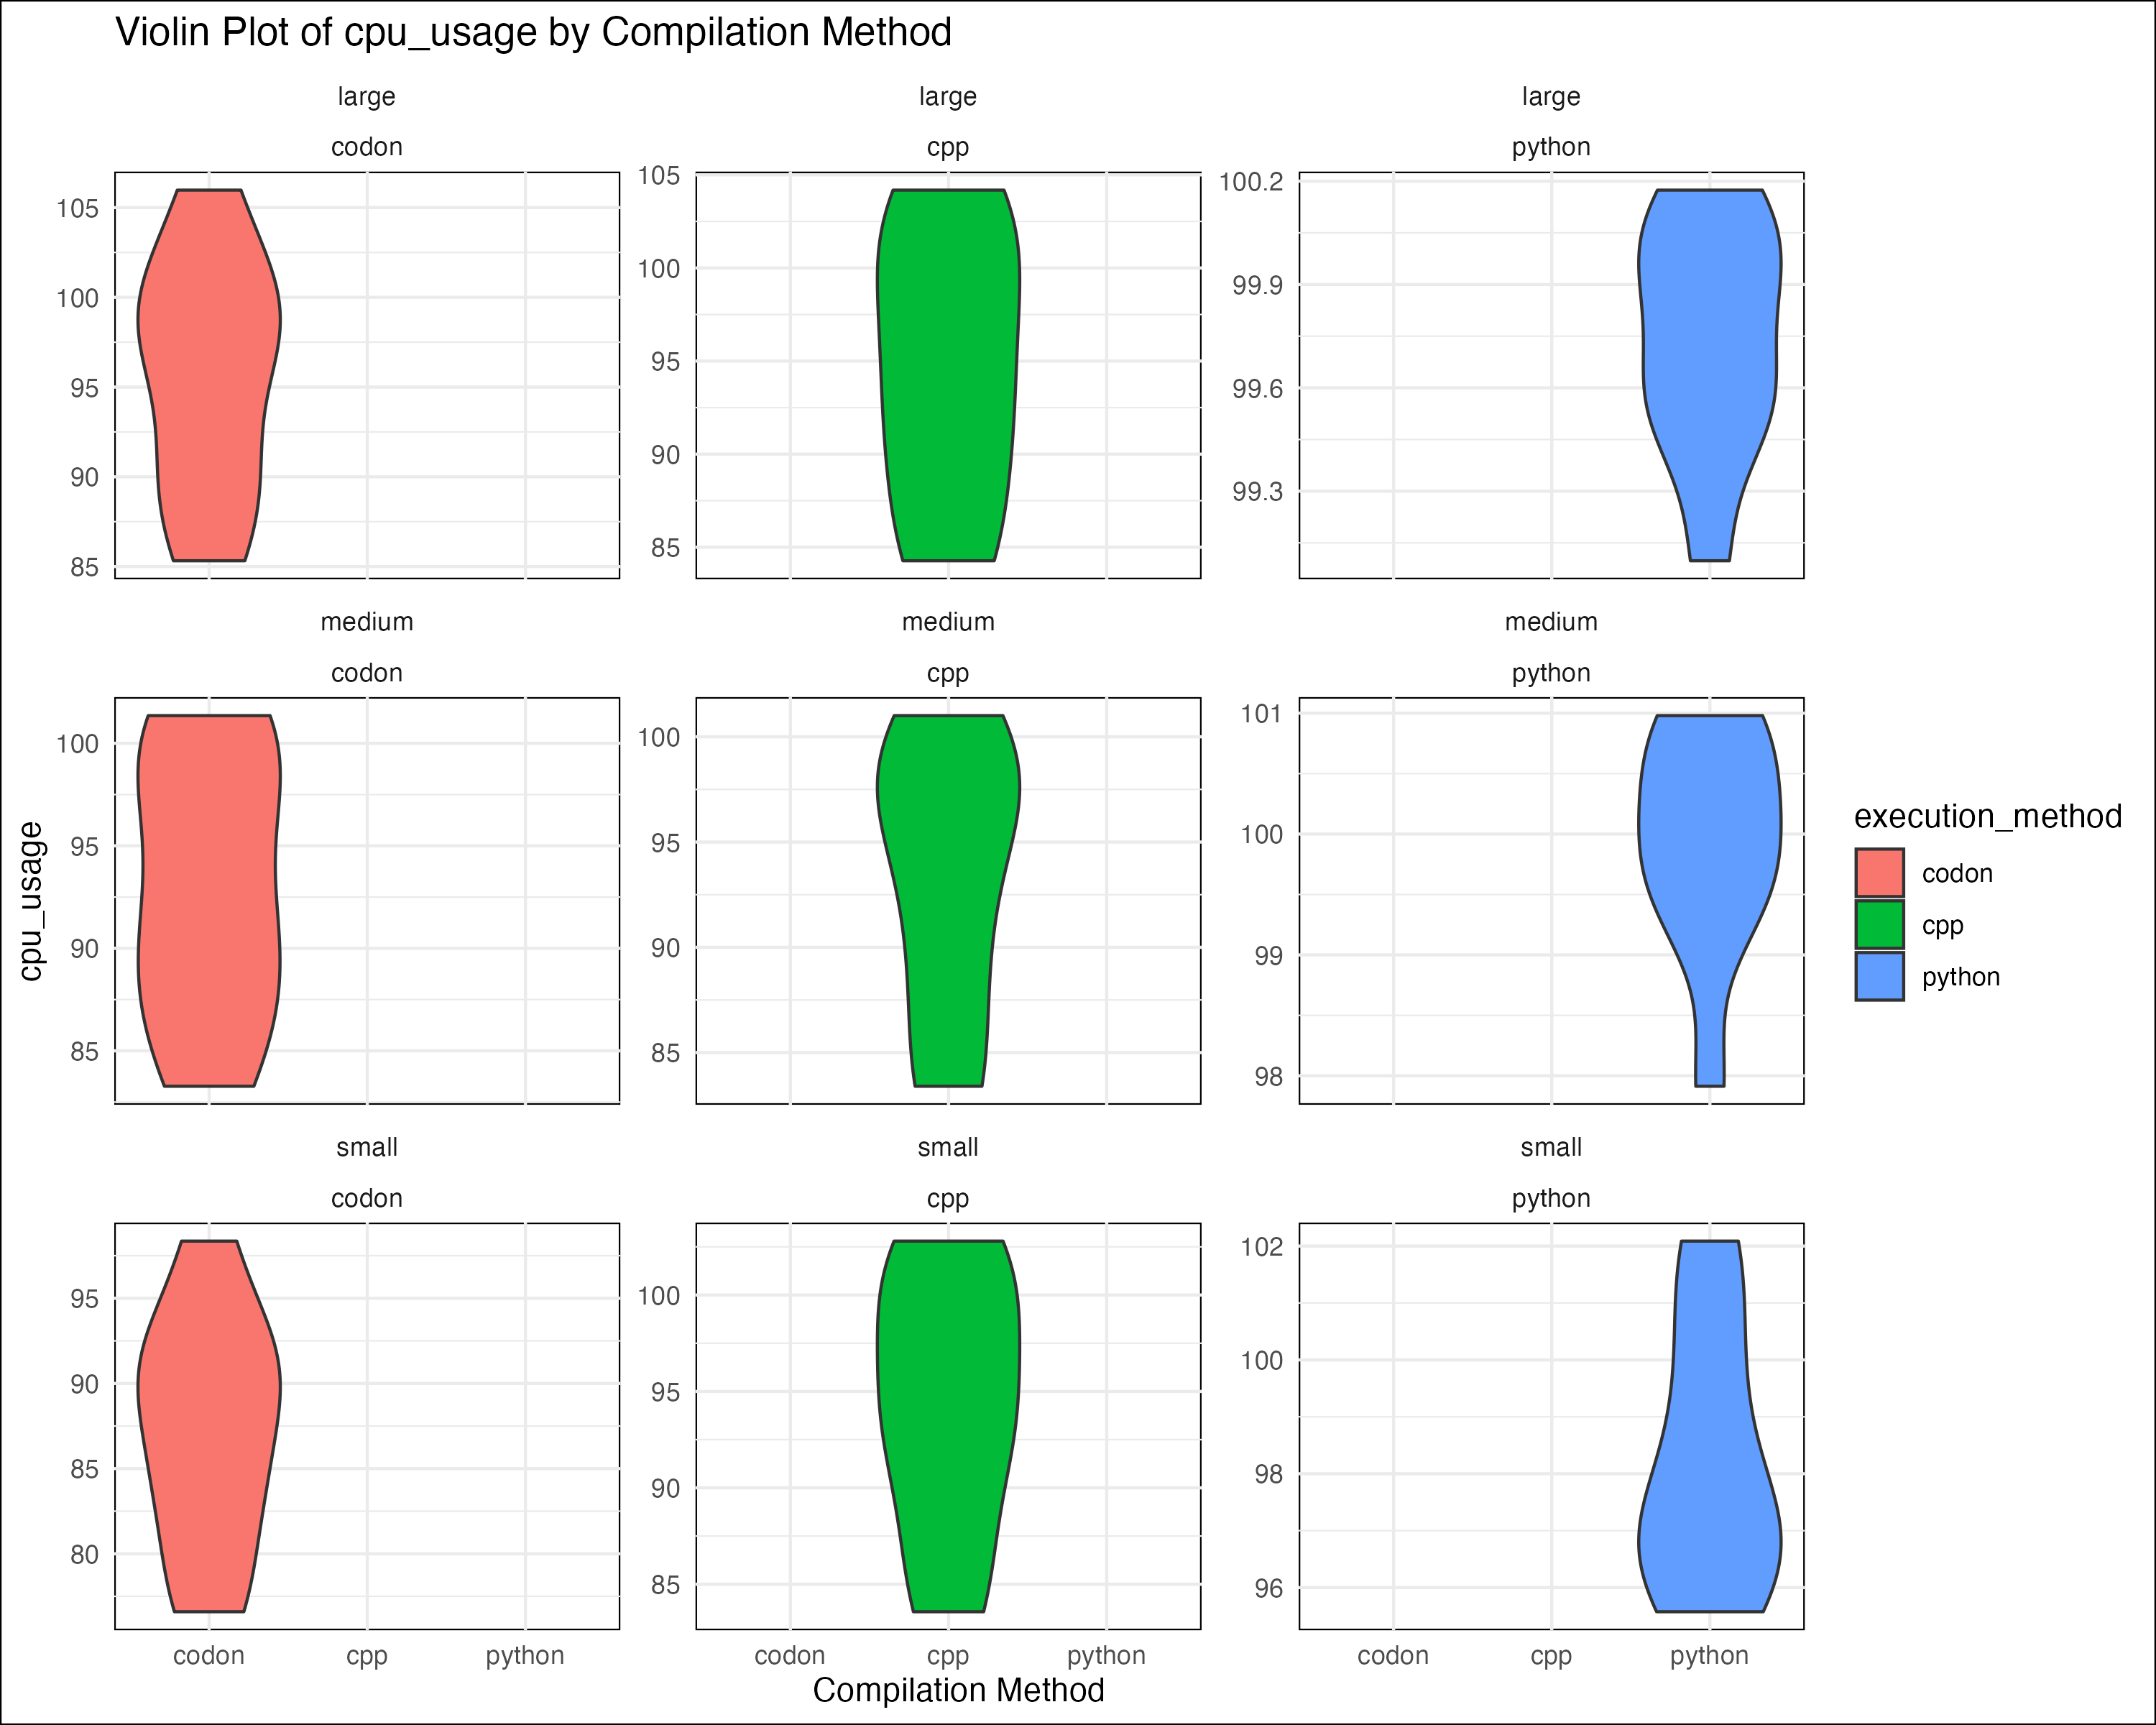 Violin Plot of cpu_usage by Compilation Method
large large large
codon cpp python
105
100
95
90
85
105
100
95
90
85
100.2
99.9
99.6
99.3
medium medium medium
codon cpp python
100
95
90
85
100
95
90
85
101
100
99
98
small small small
codon cpp python
95
90
85
80
100
95
90
85
102
100
98
96
codon cpp python codon cpp python codon cpp python
Compilation Method
cpu_usage
execution_method
codon
cpp
python